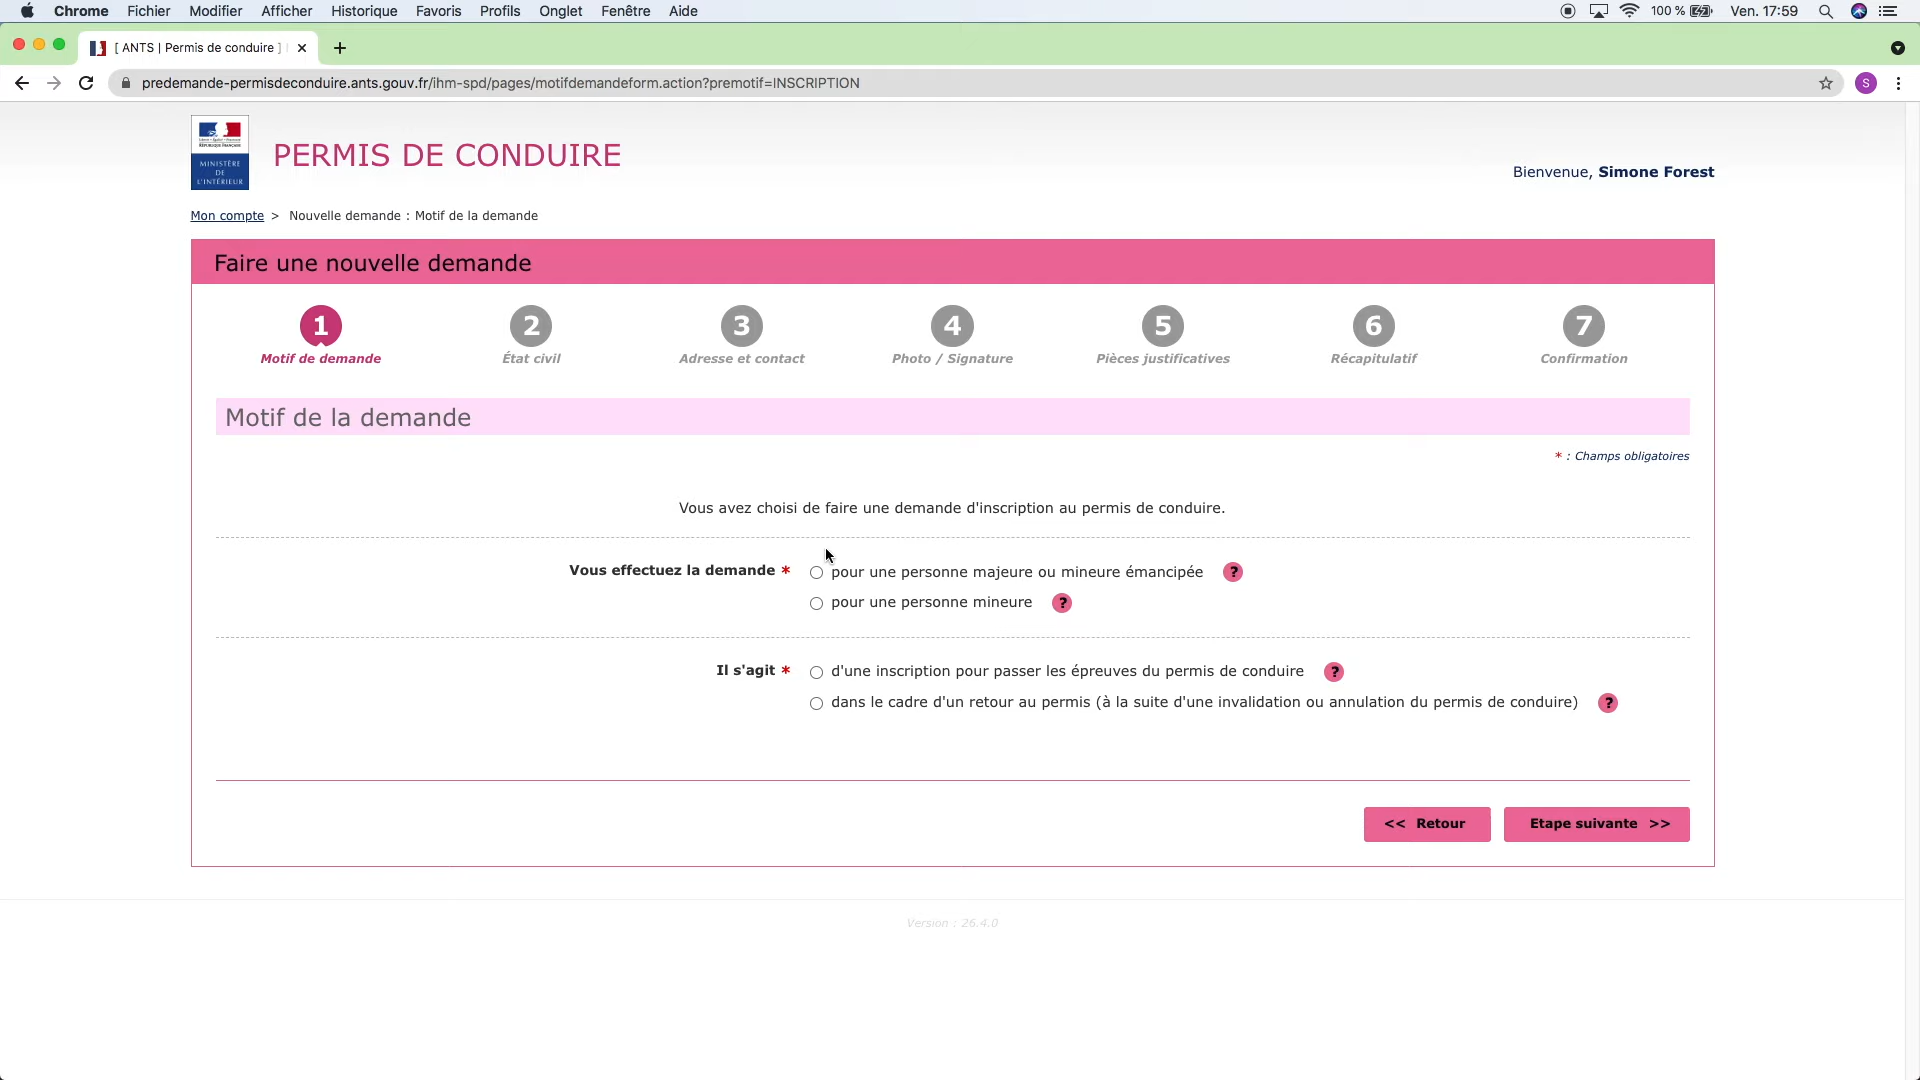 Chrome Fichier Modifier Afficher Historique Favoris Profils Onglet Fenêtre Aide 100 % Ven. 17:59
[ ANTS | Permis de conduire ]
predemande-permisdeconduire.ants.gouv.fr/ihm-spd/pages/motifdemandeform.action?premotif=INSCRIPTION S
RÉPUBLIQUE FRANÇAISE
MINISTÈRE
DE
L'INTÉRIEUR
PERMIS DE CONDUIRE
Bienvenue, Simone Forest
Mon compte > Nouvelle demande : Motif de la demande
Faire une nouvelle demande
1 2 3 4 5 6 7
Motif de demande État civil Adresse et contact Photo / Signature Pièces justificatives Récapitulatif Confirmation
Motif de la demande
* : Champs obligatoires
Vous avez choisi de faire une demande d'inscription au permis de conduire.
Vous effectuez la demande * pour une personne majeure ou mineure émancipée ?
pour une personne mineure ?
Il s'agit * d'une inscription pour passer les épreuves du permis de conduire ?
dans le cadre d'un retour au permis (à la suite d'une invalidation ou annulation du permis de conduire) ?
<< Retour Etape suivante >>
Version : 26.4.0